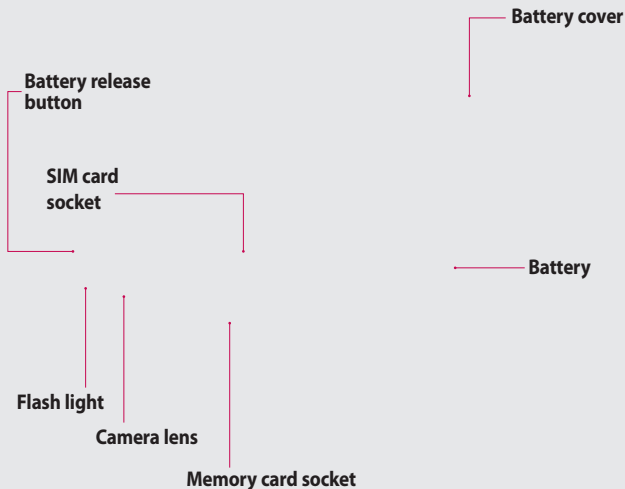 Battery cover
Battery release
button
SIM card
socket
Battery
Flash light
Camera lens
Memory card socket